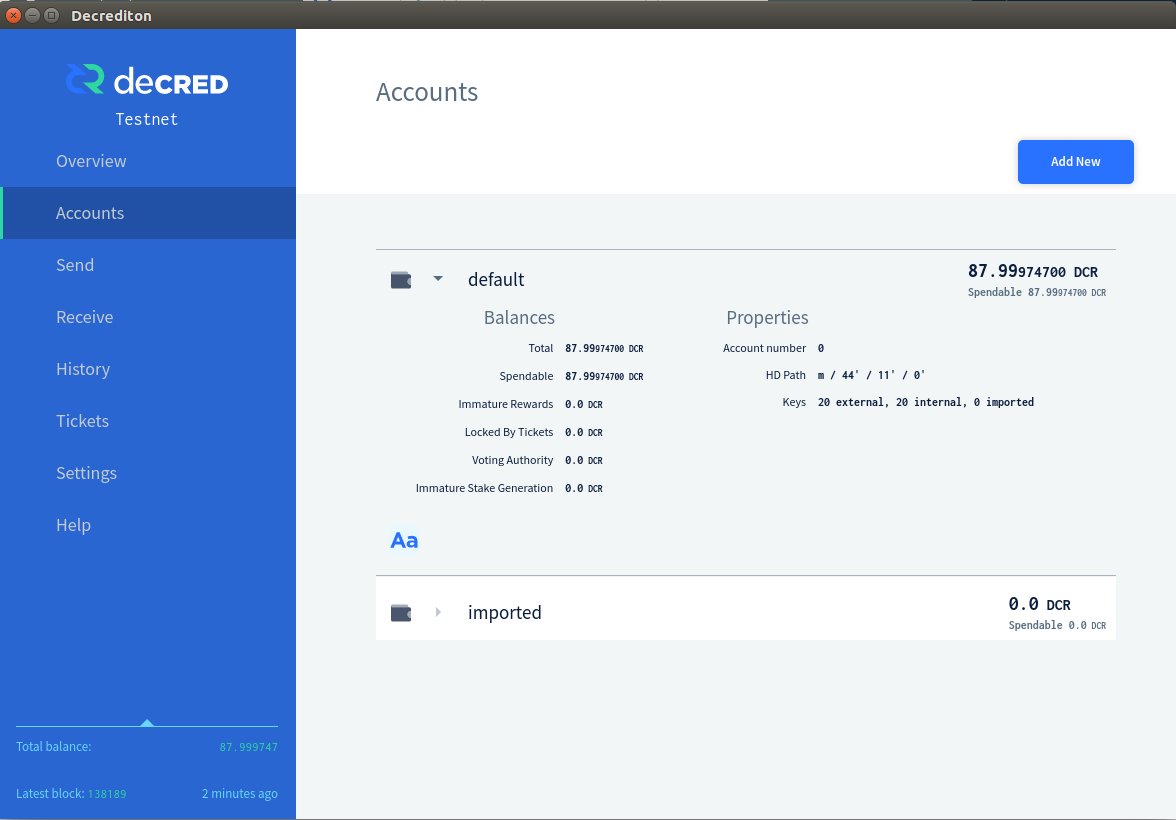 Decrediton
decred
Testnet
Overview
Accounts
Send
Receive
History
Tickets
Settings
Help
Total balance: 87.999747
Latest block: 138189 2 minutes ago
Accounts
Add New
default
87.99974700 DCR
Spendable 87.99974700 DCR
Balances
Total 87.99974700 DCR
Spendable 87.99974700 DCR
Immature Rewards 0.0 DCR
Locked By Tickets 0.0 DCR
Voting Authority 0.0 DCR
Immature Stake Generation 0.0 DCR
Properties
Account number 0
HD Path m / 44' / 11' / 0'
Keys 20 external, 20 internal, 0 imported
Aa
imported
0.0 DCR
Spendable 0.0 DCR